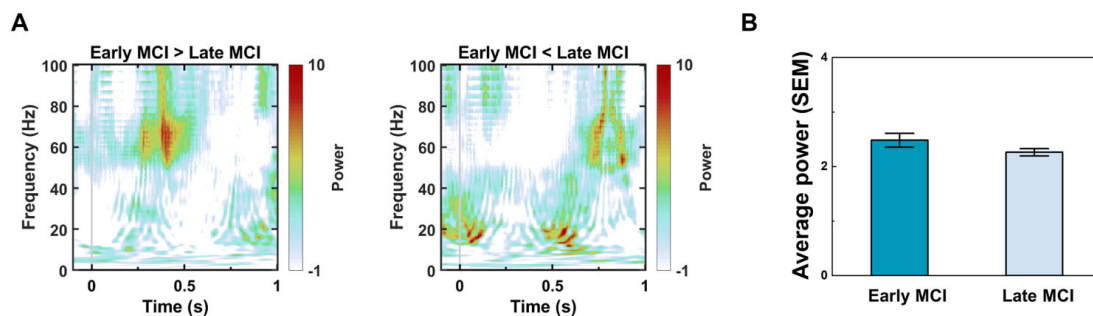 A
B
Early MCI > Late MCI
Early MCI < Late MCI
100
80
60
40
20
0
Frequency (Hz)
0
0.5
1
Time (s)
10
-1
Power
100
80
60
40
20
0
Frequency (Hz)
0
0.5
1
Time (s)
10
-1
Power
4
2
0
Average power (SEM)
Early MCI
Late MCI